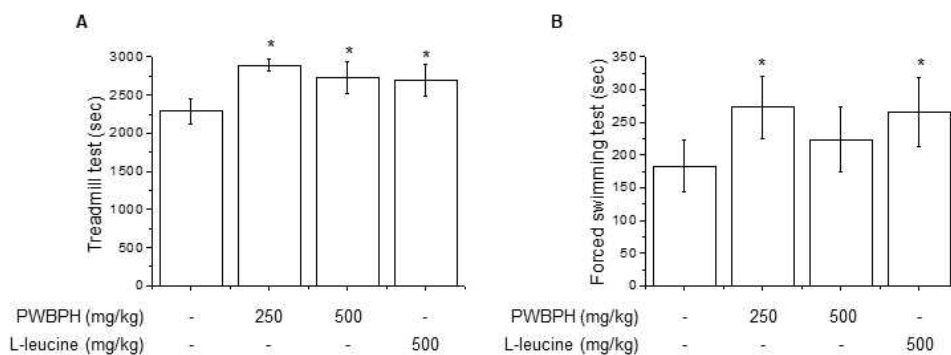 A
B
* * *
* *
Treadmill test (sec)
3000
2500
2000
1500
1000
500
0
Forced swimming test (sec)
350
300
250
200
150
100
50
0
PWBPH (mg/kg) - 250 500 -
L-leucine (mg/kg) - - - 500
PWBPH (mg/kg) - 250 500 -
L-leucine (mg/kg) - - - 500